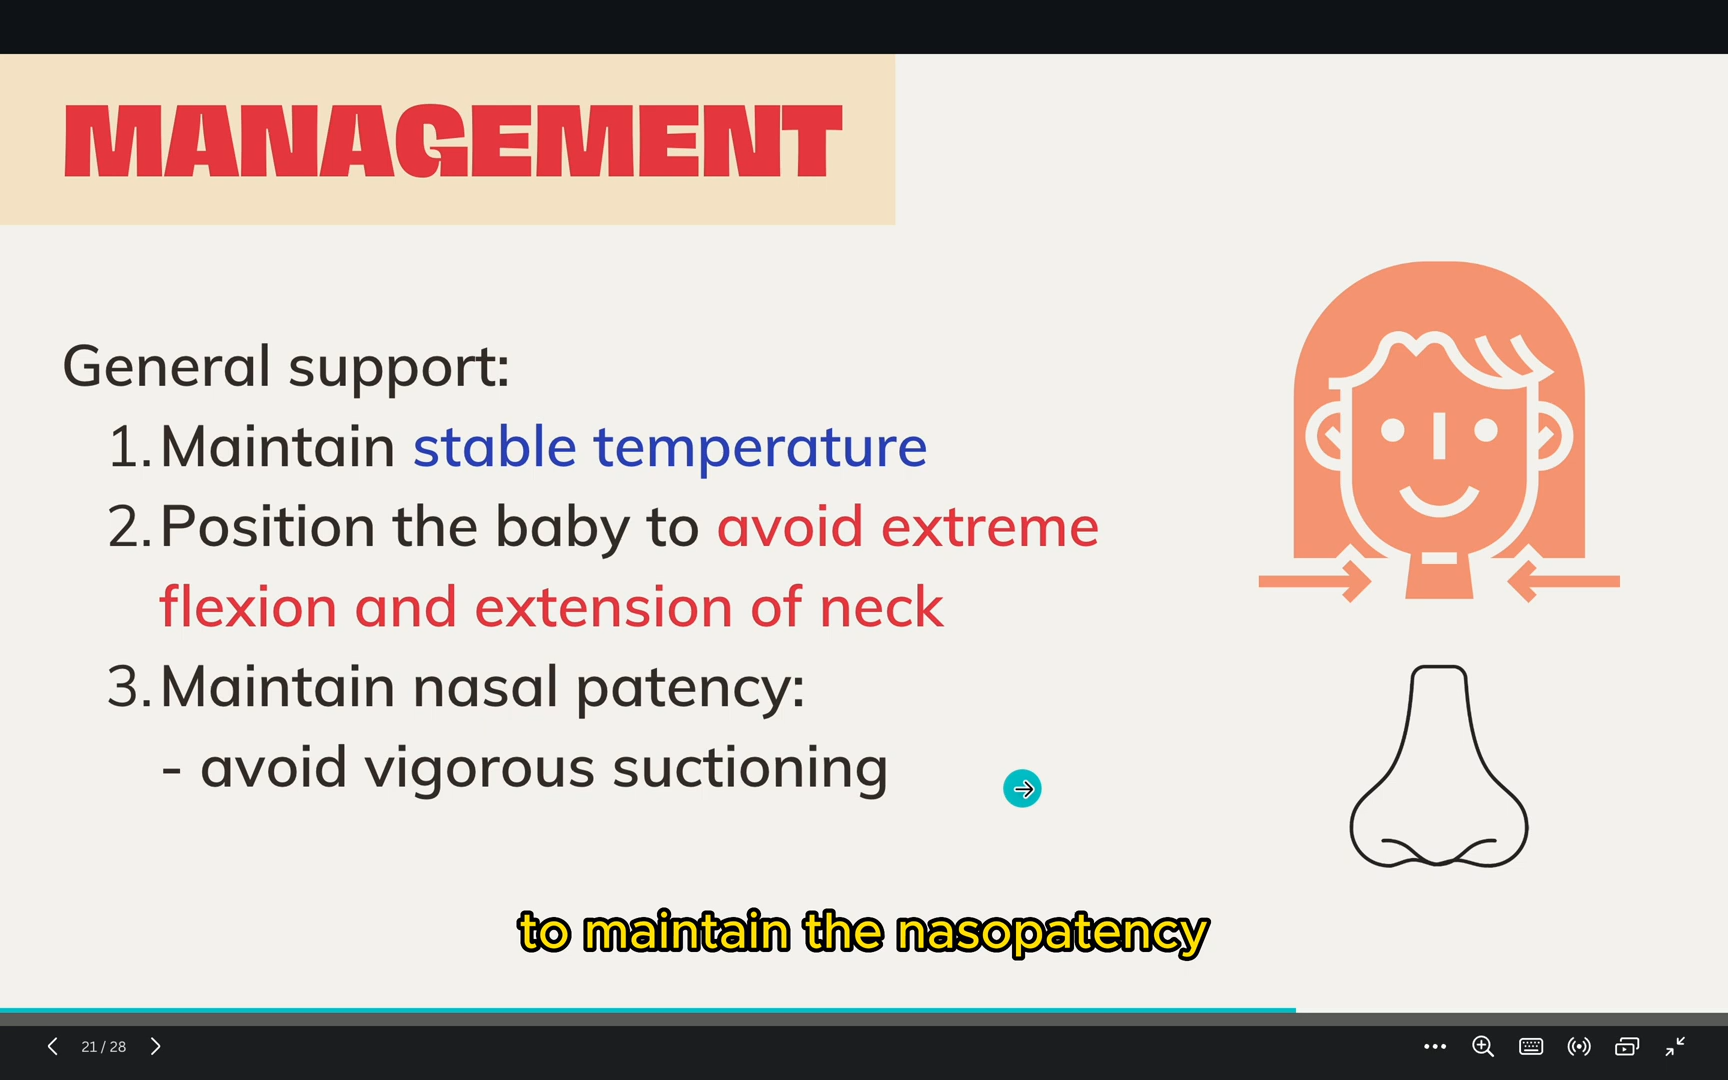 MANAGEMENT
General support:
1. Maintain stable temperature
2. Position the baby to avoid extreme
flexion and extension of neck
3. Maintain nasal patency:
- avoid vigorous suctioning
to maintain the nasopatency
21 / 28